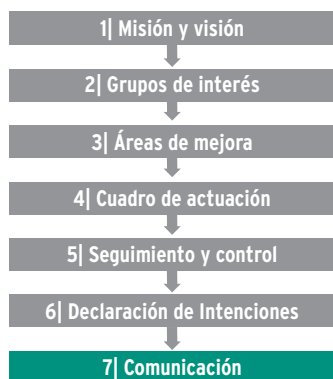 1| Misión y visión
2| Grupos de interés
3| Áreas de mejora
4| Cuadro de actuación
5| Seguimiento y control
6| Declaración de Intenciones
7| Comunicación